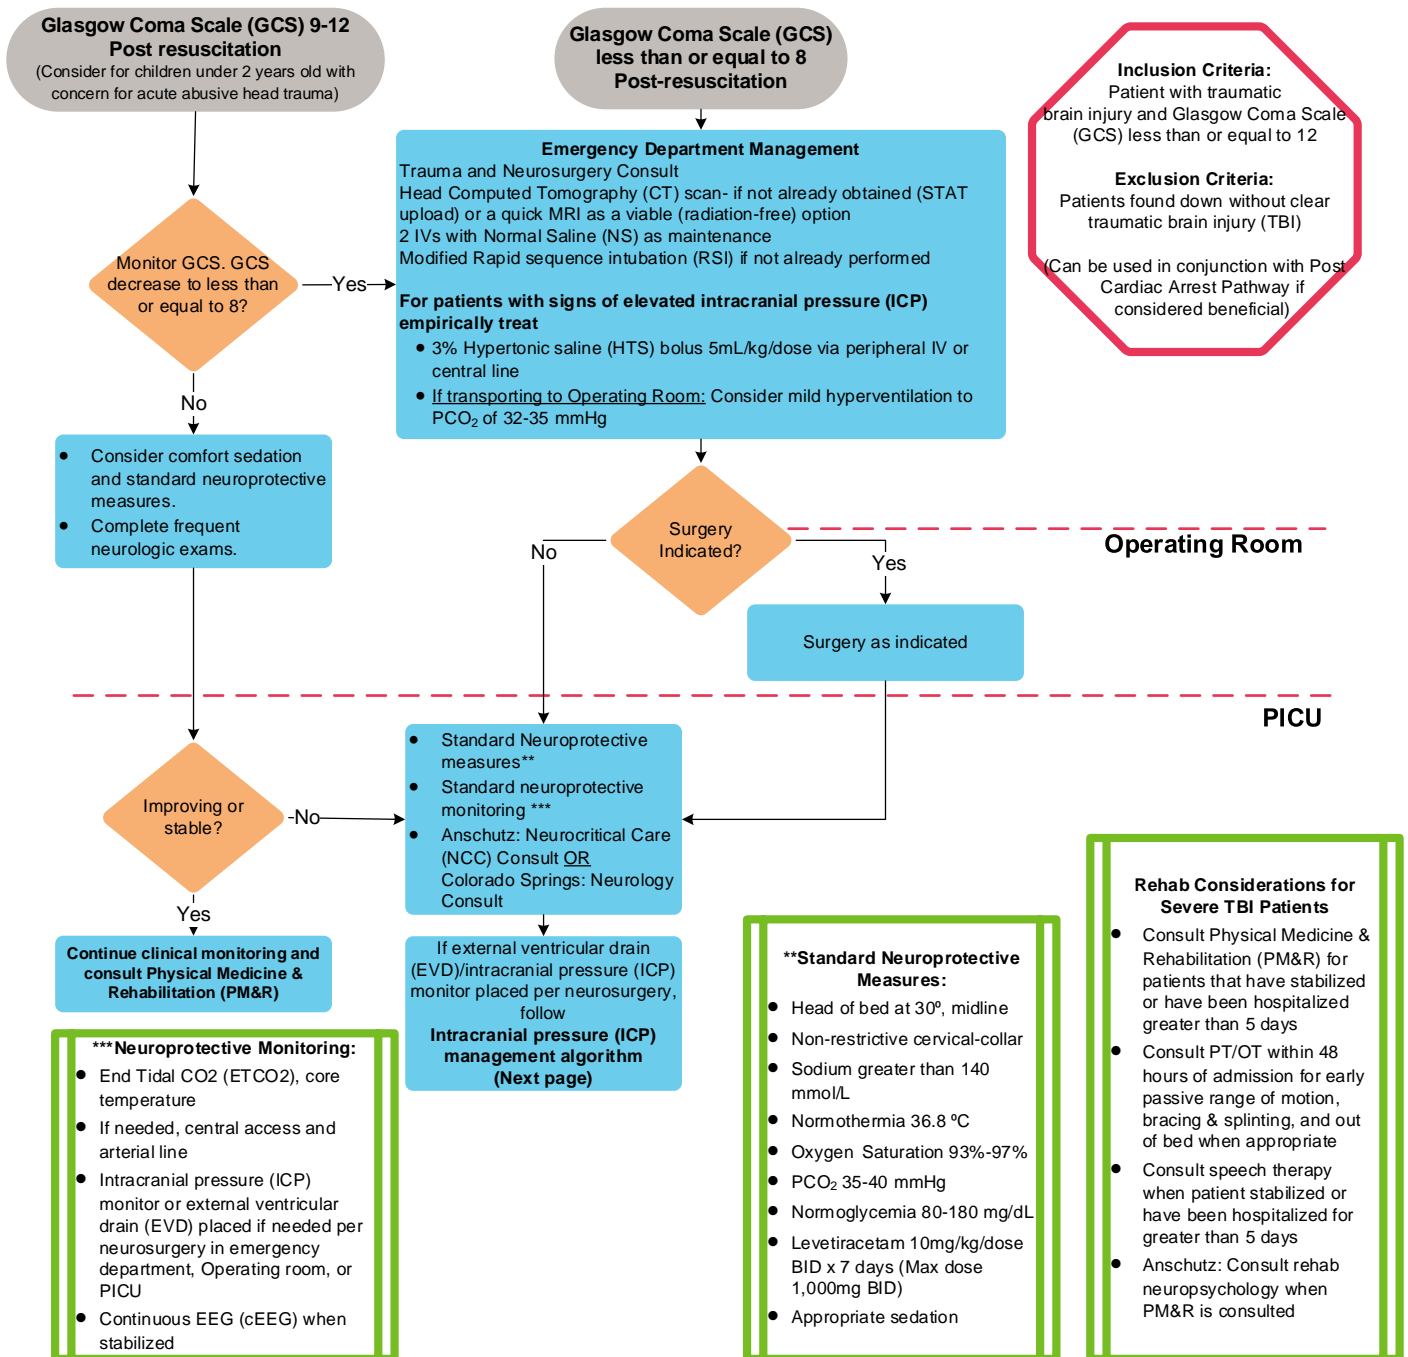 Glasgow Coma Scale (GCS) 9-12
Post resuscitation
(Consider for children under 2 years old with
concern for acute abusive head trauma)
Glasgow Coma Scale (GCS)
less than or equal to 8
Post-resuscitation
Inclusion Criteria:
Patient with traumatic
brain injury and Glasgow Coma Scale
(GCS) less than or equal to 12
Exclusion Criteria:
Patients found down without clear
traumatic brain injury (TBI)
(Can be used in conjunction with Post
Cardiac Arrest Pathway if
considered beneficial)
Emergency Department Management
Trauma and Neurosurgery Consult
Head Computed Tomography (CT) scan- if not already obtained (STAT
upload) or a quick MRI as a viable (radiation-free) option
2 IVs with Normal Saline (NS) as maintenance
Modified Rapid sequence intubation (RSI) if not already performed
For patients with signs of elevated intracranial pressure (ICP)
empirically treat
• 3% Hypertonic saline (HTS) bolus 5mL/kg/dose via peripheral IV or
central line
• If transporting to Operating Room: Consider mild hyperventilation to
PCO₂ of 32-35 mmHg
Monitor GCS. GCS
decrease to less than
or equal to 8?
Yes
No
• Consider comfort sedation
and standard neuroprotective
measures.
• Complete frequent
neurologic exams.
Surgery
Indicated?
No
Yes
Operating Room
Surgery as indicated
PICU
Improving or
stable?
No
Yes
• Standard Neuroprotective
measures**
• Standard neuroprotective
monitoring ***
• Anschutz: Neurocritical Care
(NCC) Consult OR
Colorado Springs: Neurology
Consult
Continue clinical monitoring and
consult Physical Medicine &
Rehabilitation (PM&R)
If external ventricular drain
(EVD)/intracranial pressure (ICP)
monitor placed per neurosurgery,
follow
Intracranial pressure (ICP)
management algorithm
(Next page)
***Neuroprotective Monitoring:
• End Tidal CO2 (ETCO2), core
temperature
• If needed, central access and
arterial line
• Intracranial pressure (ICP)
monitor or external ventricular
drain (EVD) placed if needed per
neurosurgery in emergency
department, Operating room, or
PICU
• Continuous EEG (cEEG) when
stabilized
**Standard Neuroprotective
Measures:
• Head of bed at 30º, midline
• Non-restrictive cervical-collar
• Sodium greater than 140
mmol/L
• Normothermia 36.8 ºC
• Oxygen Saturation 93%-97%
• PCO₂ 35-40 mmHg
• Normoglycemia 80-180 mg/dL
• Levetiracetam 10mg/kg/dose
BID x 7 days (Max dose
1,000mg BID)
• Appropriate sedation
Rehab Considerations for
Severe TBI Patients
• Consult Physical Medicine &
Rehabilitation (PM&R) for
patients that have stabilized
or have been hospitalized
greater than 5 days
• Consult PT/OT within 48
hours of admission for early
passive range of motion,
bracing & splinting, and out
of bed when appropriate
• Consult speech therapy
when patient stabilized or
have been hospitalized for
greater than 5 days
• Anschutz: Consult rehab
neuropsychology when
PM&R is consulted